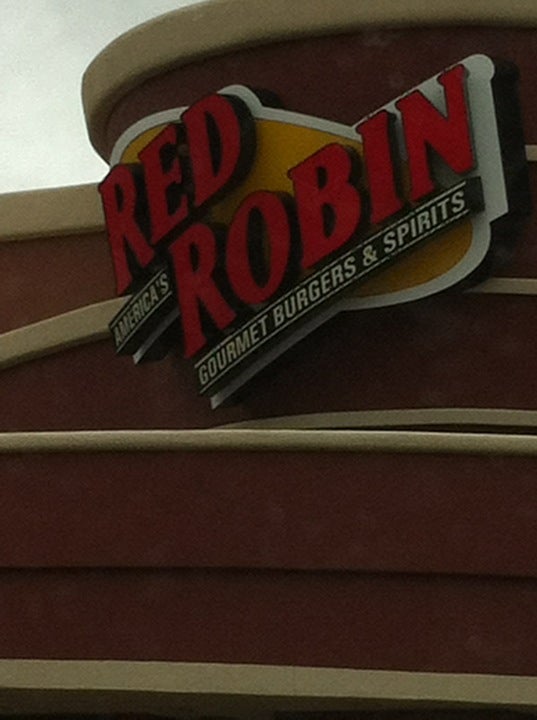 RED
ROBIN
AMERICA'S
GOURMET BURGERS & SPIRITS